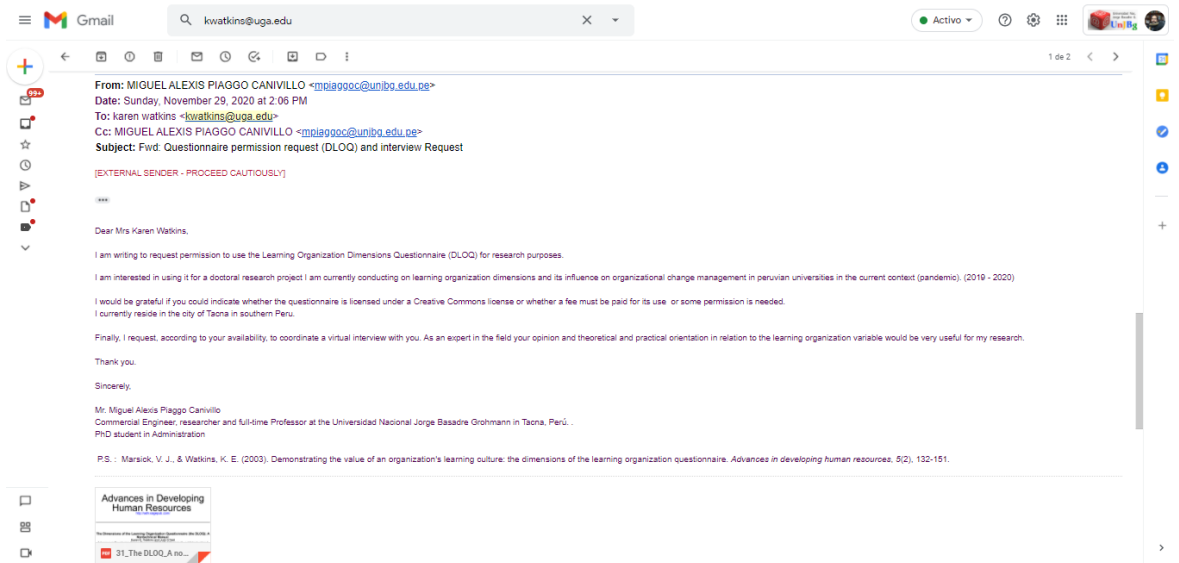 Gmail
kwatkins@uga.edu
Activo
UnjBg
99+
1 de 2
From: MIGUEL ALEXIS PIAGGO CANIVILLO <mpiaggoc@unjbg.edu.pe>
Date: Sunday, November 29, 2020 at 2:06 PM
To: karen watkins <kwatkins@uga.edu>
Cc: MIGUEL ALEXIS PIAGGO CANIVILLO <mpiaggoc@unjbg.edu.pe>
Subject: Fwd: Questionnaire permission request (DLOQ) and interview Request
[EXTERNAL SENDER - PROCEED CAUTIOUSLY]
Dear Mrs Karen Watkins,
I am writing to request permission to use the Learning Organization Dimensions Questionnaire (DLOQ) for research purposes.
I am interested in using it for a doctoral research project I am currently conducting on learning organization dimensions and its influence on organizational change management in peruvian universities in the current context (pandemic). (2019 - 2020)
I would be grateful if you could indicate whether the questionnaire is licensed under a Creative Commons license or whether a fee must be paid for its use or some permission is needed.
I currently reside in the city of Tacna in southern Peru.
Finally, I request, according to your availability, to coordinate a virtual interview with you. As an expert in the field your opinion and theoretical and practical orientation in relation to the learning organization variable would be very useful for my research.
Thank you.
Sincerely,
Mr. Miguel Alexis Piaggo Canivillo
Commercial Engineer, researcher and full-time Professor at the Universidad Nacional Jorge Basadre Grohmann in Tacna, Perú. .
PhD student in Administration
P.S. : Marsick, V. J., & Watkins, K. E. (2003). Demonstrating the value of an organization's learning culture: the dimensions of the learning organization questionnaire. Advances in developing human resources, 5(2), 132-151.
Advances in Developing
Human Resources
The Dimensions of the Learning Organization Questionnaire (the DLOQ): A
PDF 31_The DLOQ_A no...